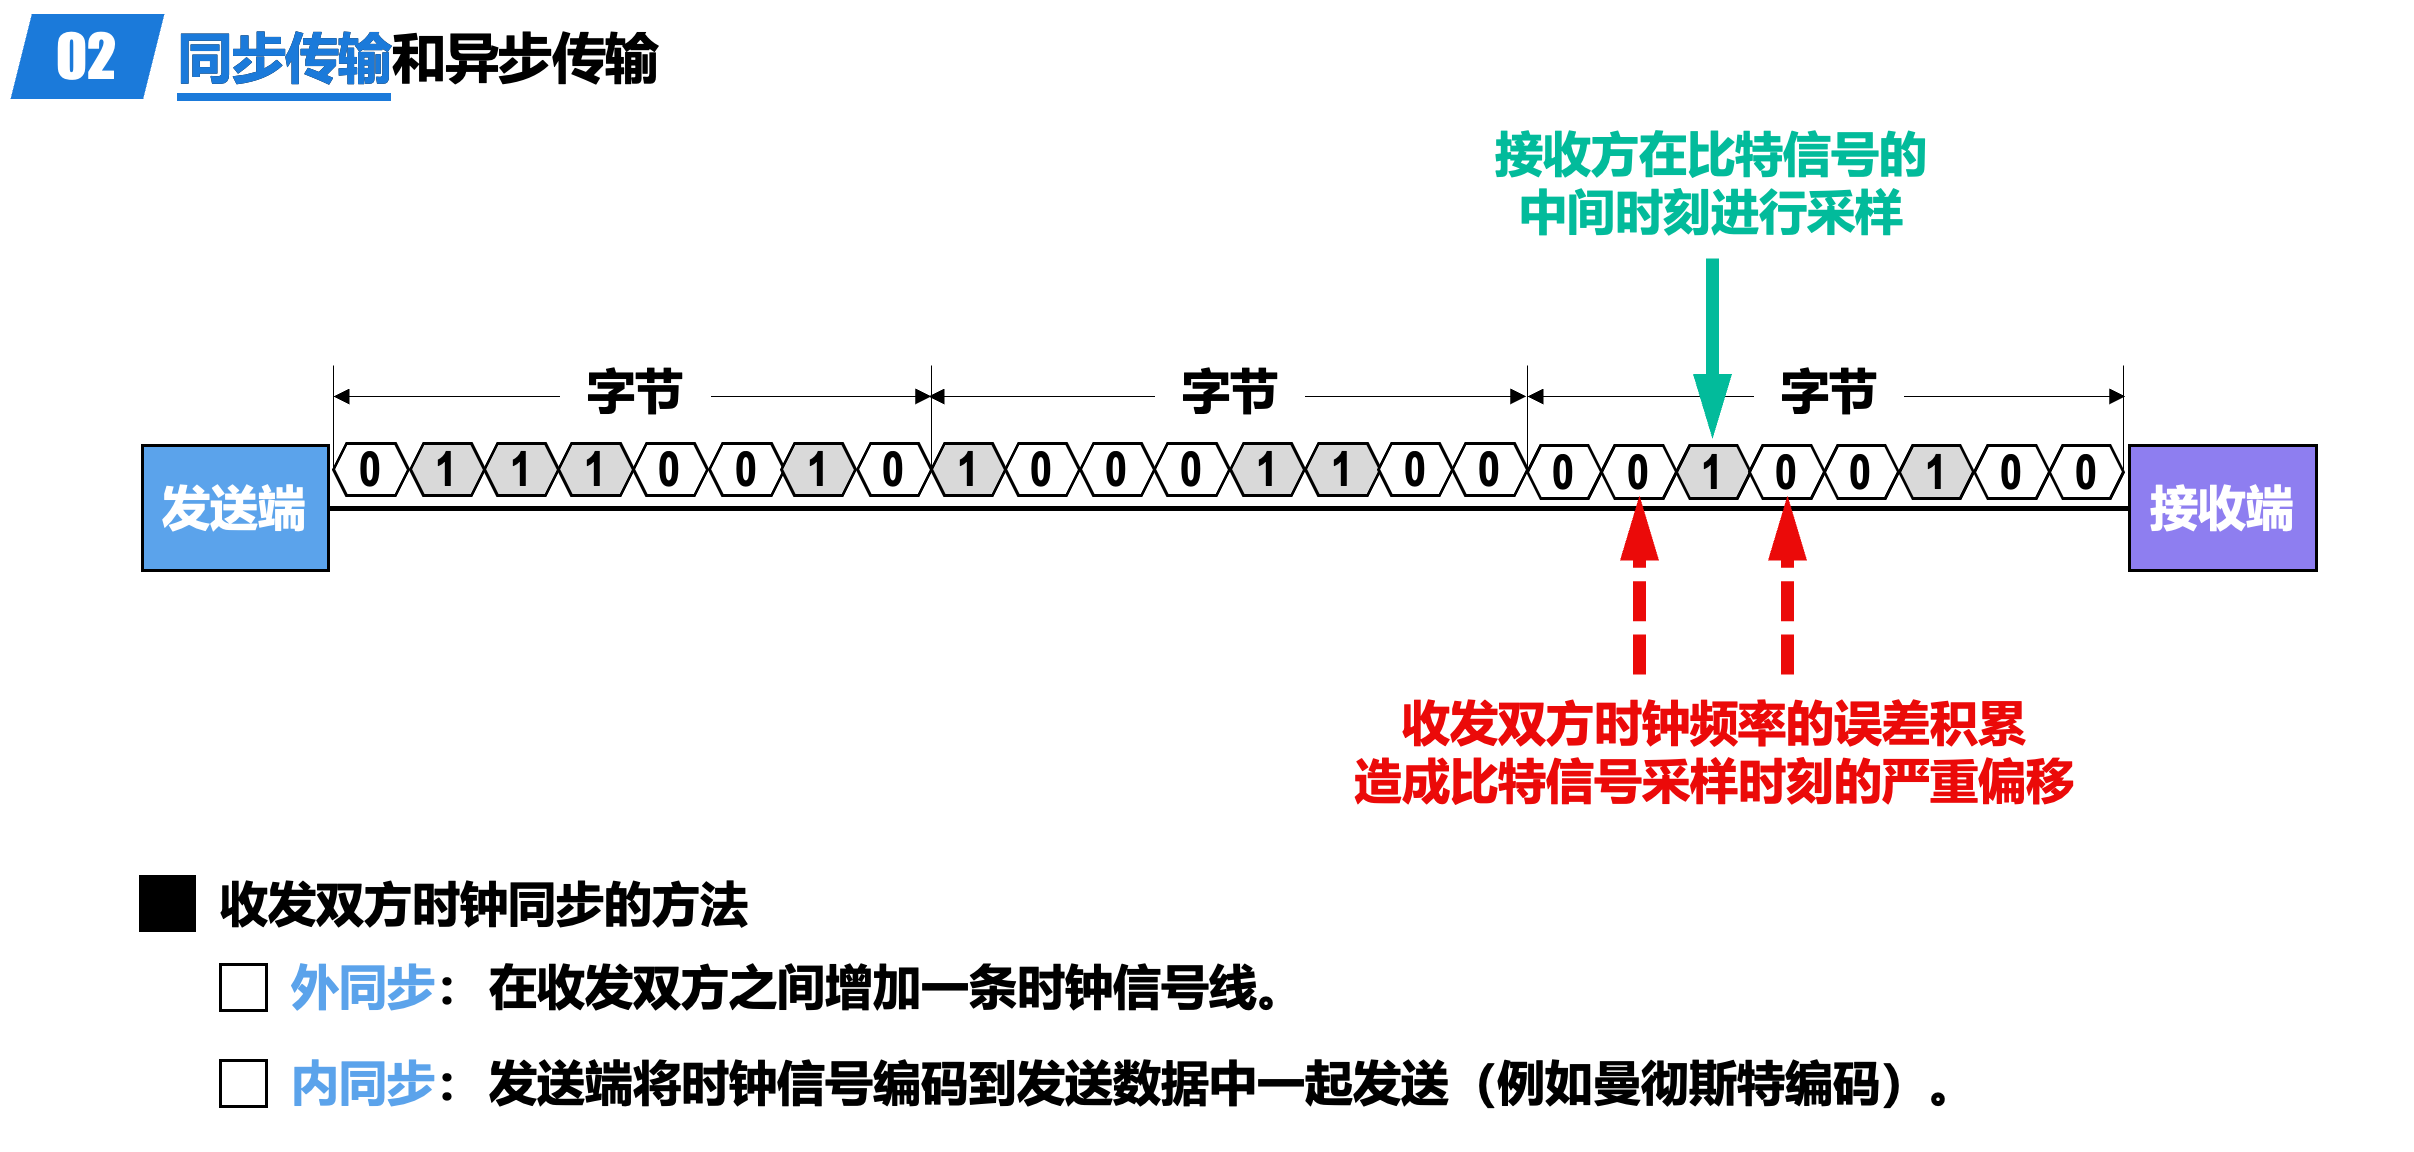 02 同步传输和异步传输
接收方在比特信号的
中间时刻进行采样
字节 字节 字节
发送端 0 1 1 1 0 0 1 0 1 0 0 0 1 1 0 0 0 0 1 0 0 1 0 0 接收端
收发双方时钟频率的误差积累
造成比特信号采样时刻的严重偏移
收发双方时钟同步的方法
外同步：在收发双方之间增加一条时钟信号线。
内同步：发送端将时钟信号编码到发送数据中一起发送（例如曼彻斯特编码）。